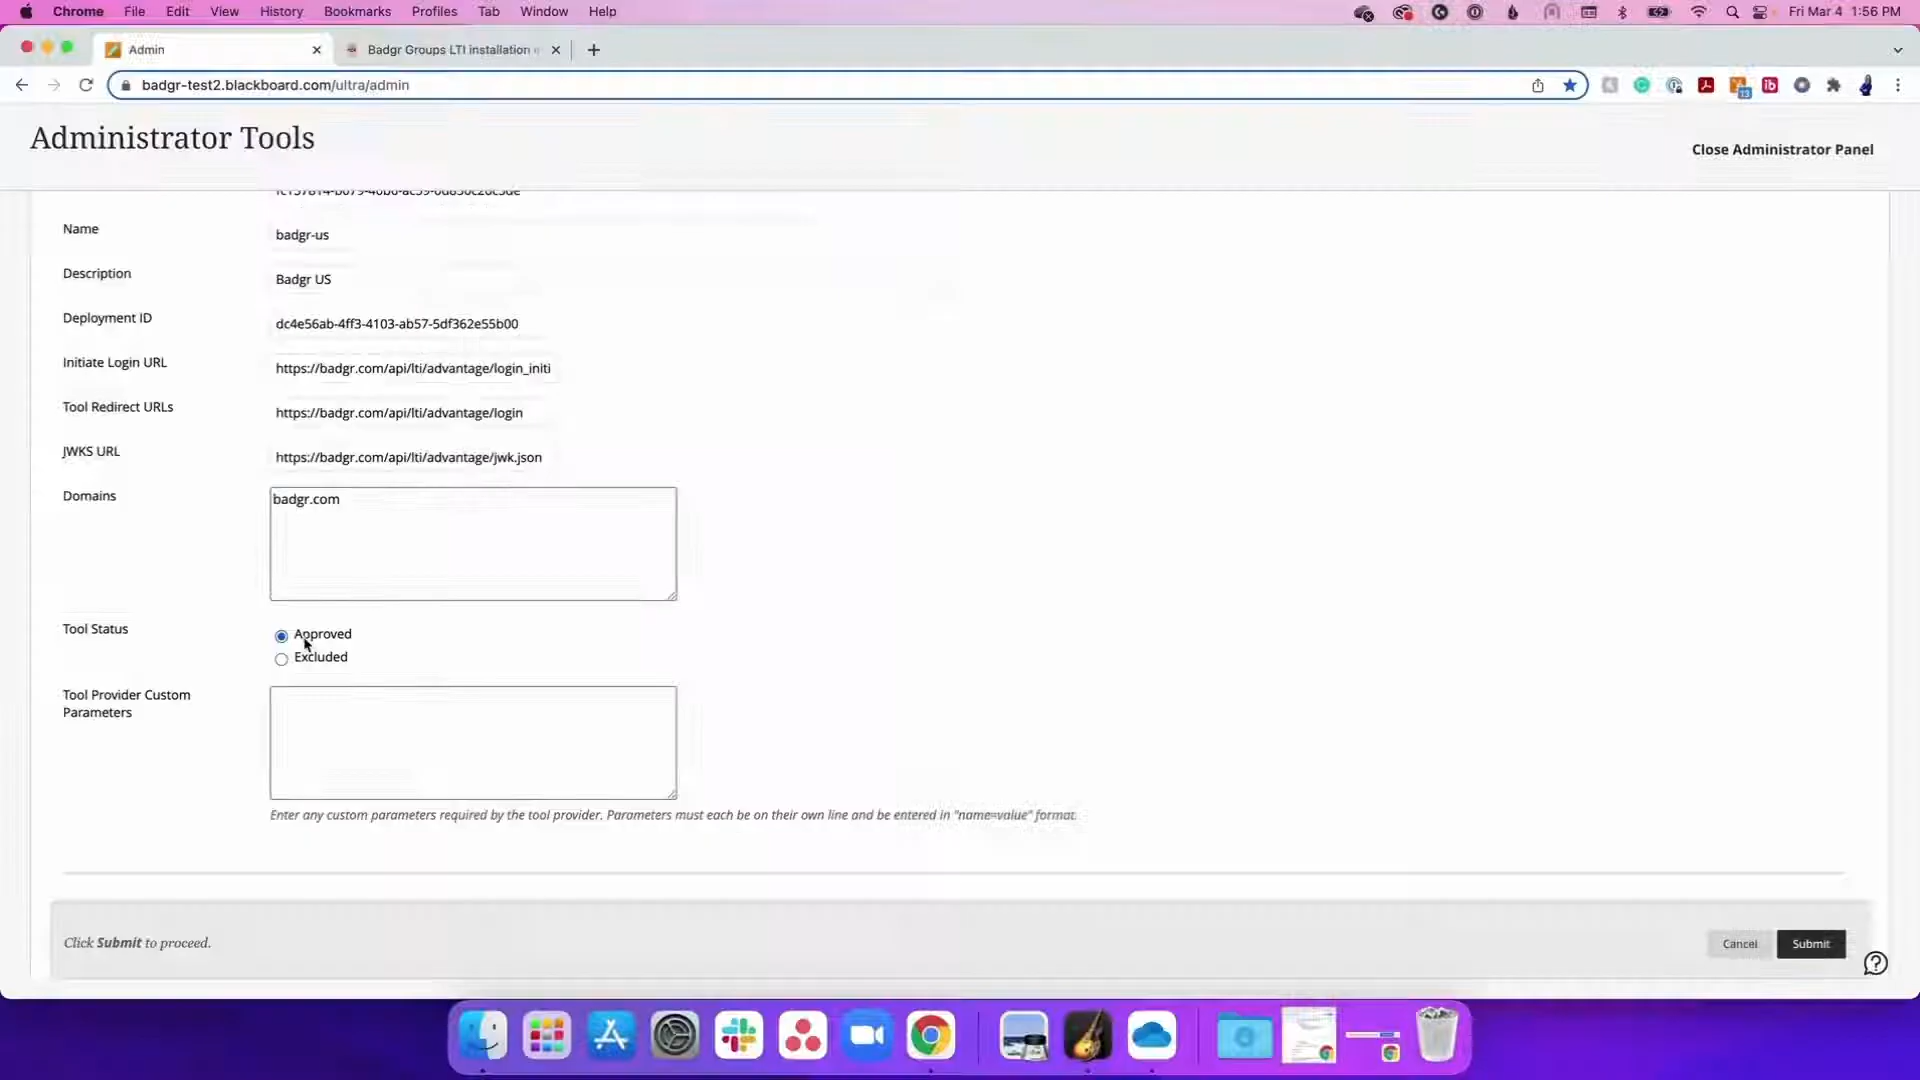 Chrome File Edit View History Bookmarks Profiles Tab Window Help Fri Mar 4 1:56 PM
Admin Badgr Groups LTI installation
badgr-test2.blackboard.com/ultra/admin
13
Administrator Tools
Close Administrator Panel
Name badgr-us
Description Badgr US
Deployment ID dc4e56ab-4ff3-4103-ab57-5df362e55b00
Initiate Login URL https://badgr.com/api/lti/advantage/login_initi
Tool Redirect URLs https://badgr.com/api/lti/advantage/login
JWKS URL https://badgr.com/api/lti/advantage/jwk.json
Domains badgr.com
Tool Status Approved
Excluded
Tool Provider Custom
Parameters
Enter any custom parameters required by the tool provider. Parameters must each be on their own line and be entered in "name=value" format.
Click Submit to proceed. Cancel Submit